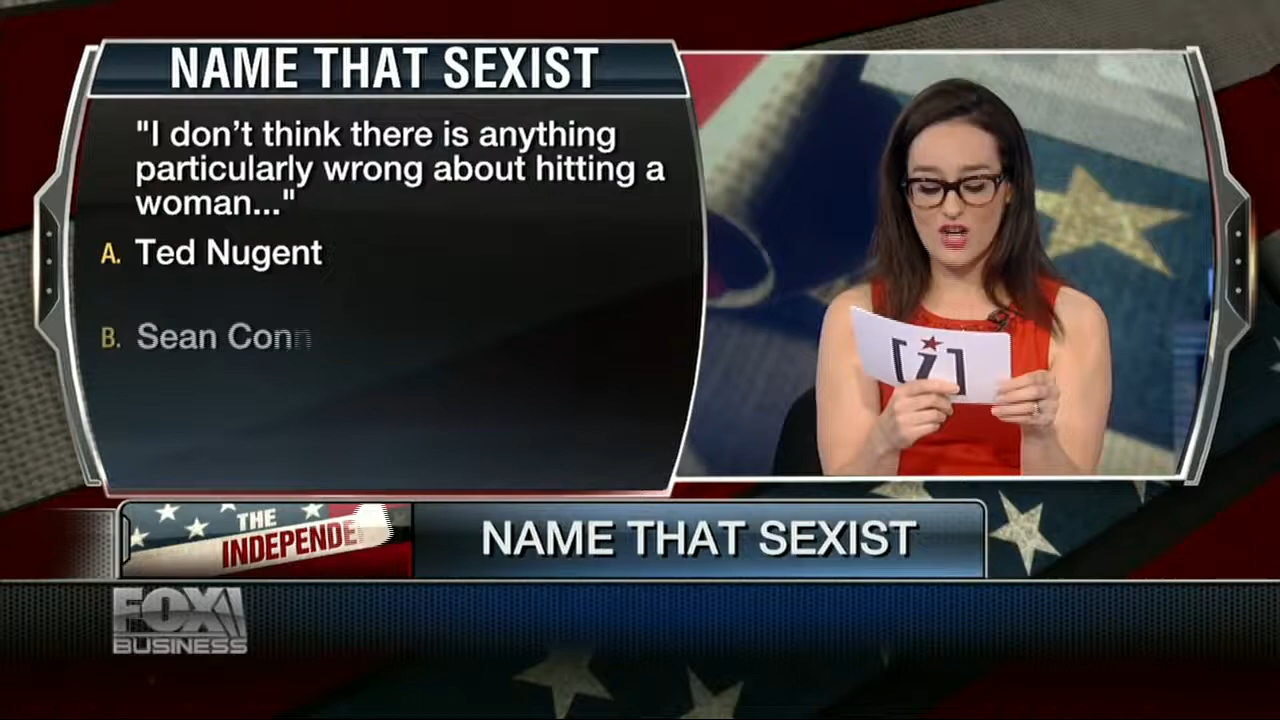 NAME THAT SEXIST
"I don't think there is anything
particularly wrong about hitting a
woman..."
A. Ted Nugent
B. Sean Conn
[i]
THE
INDEPENDE
NAME THAT SEXIST
FOX
BUSINESS